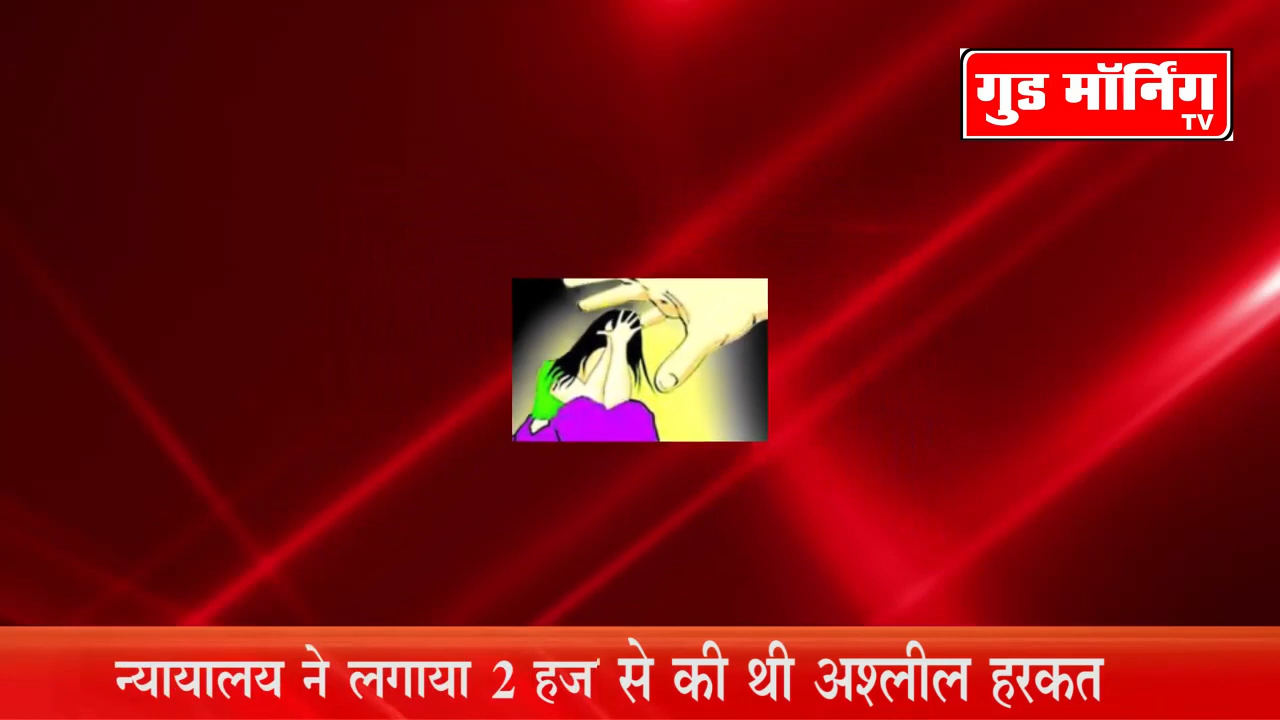 गुड मॉर्निंग
TV
न्यायालय ने लगाया 2 हज से की थी अश्लील हरकत